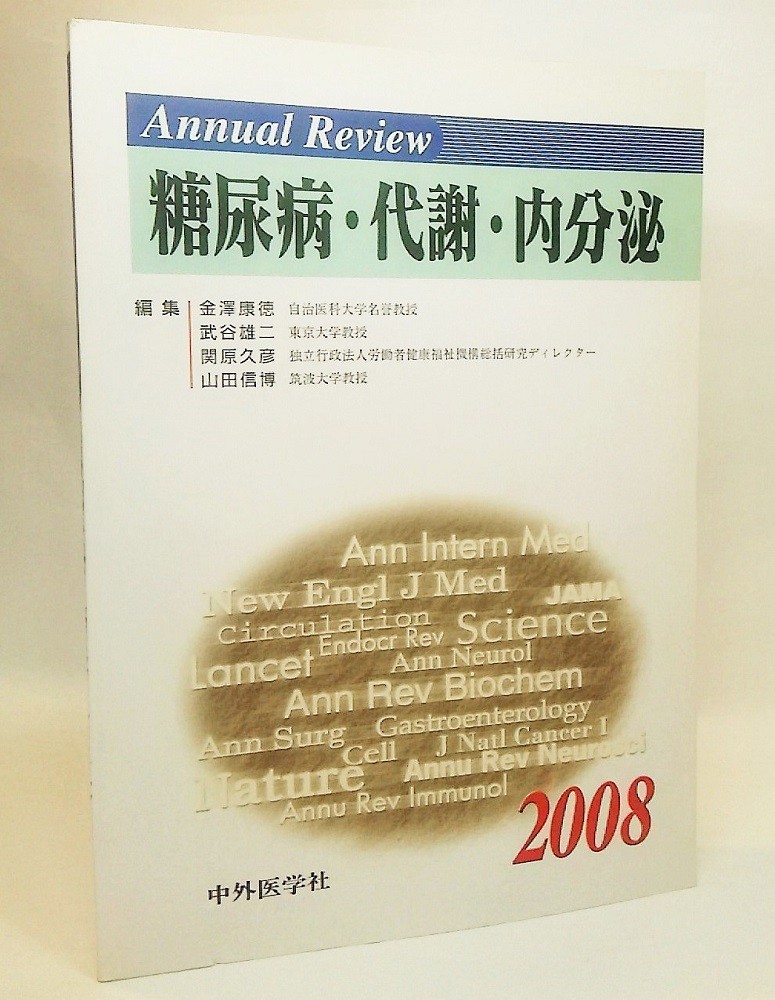 Annual Review
糖尿病・代謝・内分泌
編集
金澤康徳 自治医科大学名誉教授
武谷雄二 東京大学教授
関原久彦 独立行政法人労働者健康福祉機構総括研究ディレクター
山田信博 筑波大学教授
Ann Intern Med
New Engl J Med
JAMA
Circulation
Endocr Rev
Science
Lancet
Ann Neurol
Ann Rev Biochem
Ann Surg
Gastroenterology
Cell
J Natl Cancer I
Nature
Annu Rev Neurosci
Annu Rev Immunol
2008
中外医学社